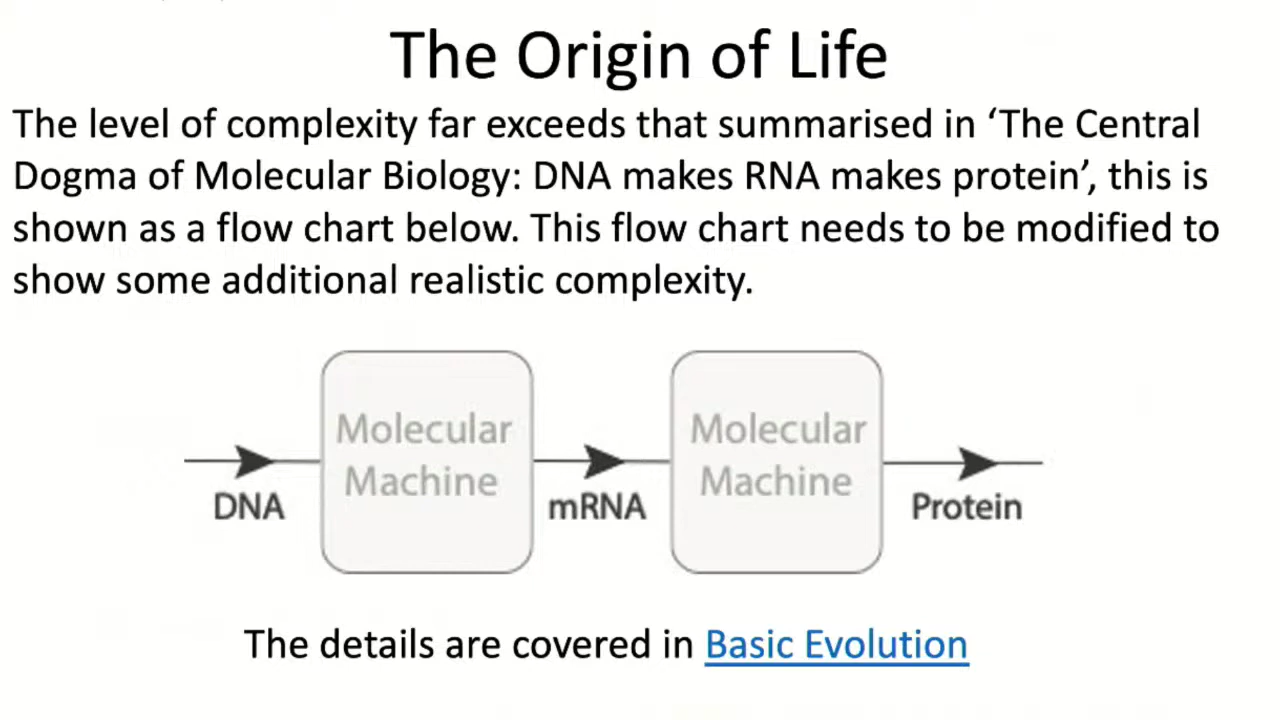 The Origin of Life
The level of complexity far exceeds that summarised in ‘The Central
Dogma of Molecular Biology: DNA makes RNA makes protein’, this is
shown as a flow chart below. This flow chart needs to be modified to
show some additional realistic complexity.
Molecular
Machine
Molecular
Machine
DNA
mRNA
Protein
The details are covered in Basic Evolution